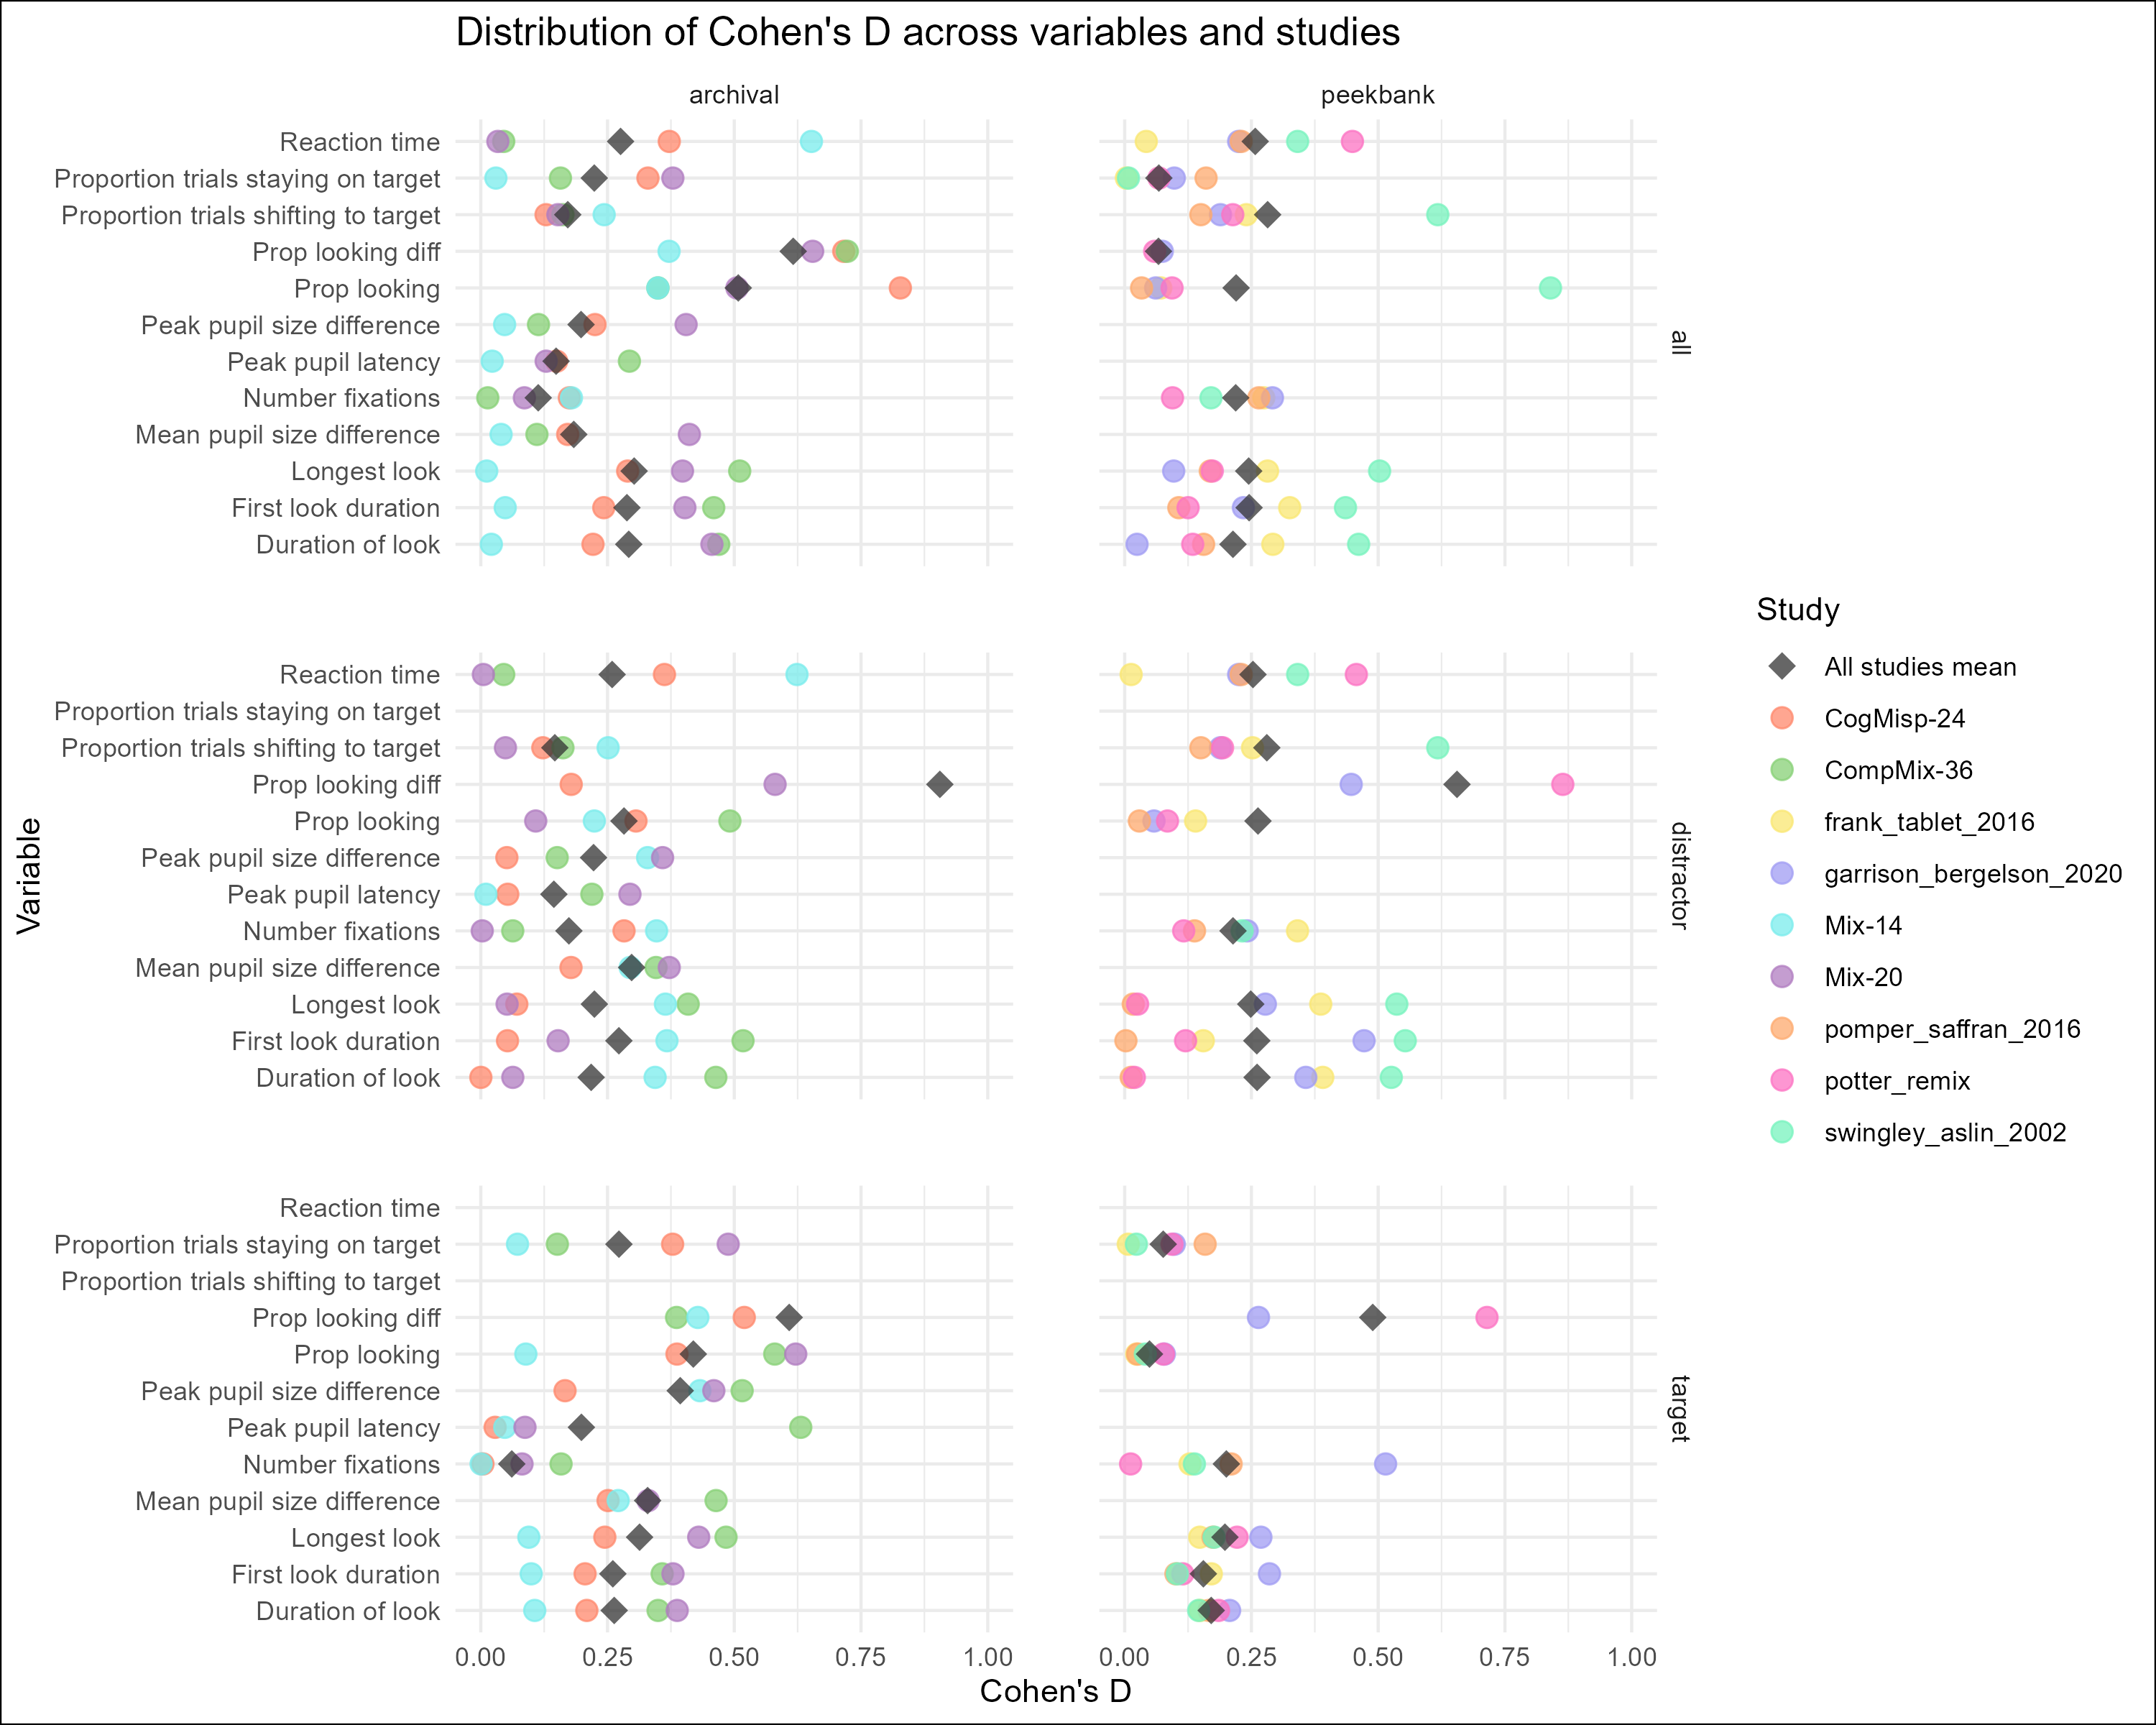 Distribution of Cohen's D across variables and studies
archival
peekbank
Reaction time
Proportion trials staying on target
Proportion trials shifting to target
Prop looking diff
Prop looking
Peak pupil size difference
Peak pupil latency
Number fixations
Mean pupil size difference
Longest look
First look duration
Duration of look
all
Reaction time
Proportion trials staying on target
Proportion trials shifting to target
Prop looking diff
Prop looking
Peak pupil size difference
Peak pupil latency
Number fixations
Mean pupil size difference
Longest look
First look duration
Duration of look
distractor
Reaction time
Proportion trials staying on target
Proportion trials shifting to target
Prop looking diff
Prop looking
Peak pupil size difference
Peak pupil latency
Number fixations
Mean pupil size difference
Longest look
First look duration
Duration of look
target
Variable
0.00 0.25 0.50 0.75 1.00
0.00 0.25 0.50 0.75 1.00
Cohen's D
Study
All studies mean
CogMisp-24
CompMix-36
frank_tablet_2016
garrison_bergelson_2020
Mix-14
Mix-20
pomper_saffran_2016
potter_remix
swingley_aslin_2002